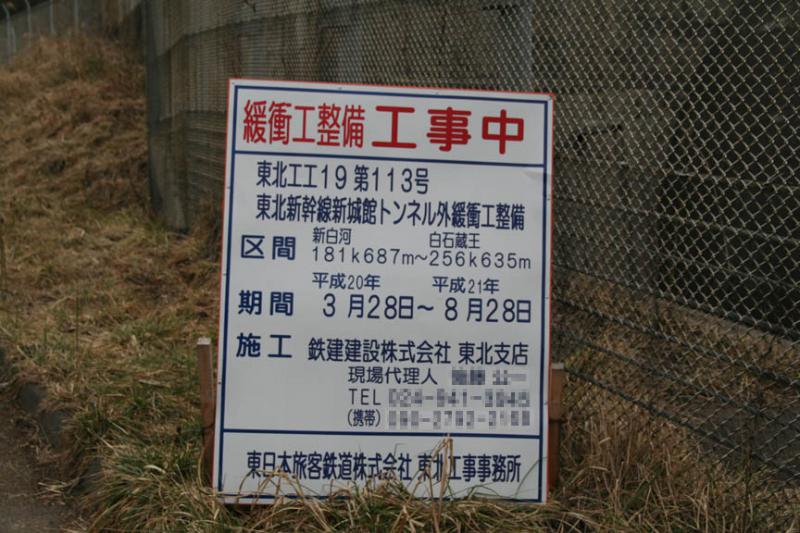 緩衝工整備 工事中
東北工工19 第113号
東北新幹線新城館トンネル外緩衝工整備
新白河 白石蔵王
区間 181k687m～256k635m
平成20年 平成21年
期間 3月28日～8月28日
施工 鉄建建設株式会社 東北支店
現場代理人
TEL
(携帯)
東日本旅客鉄道株式会社 東北工事事務所